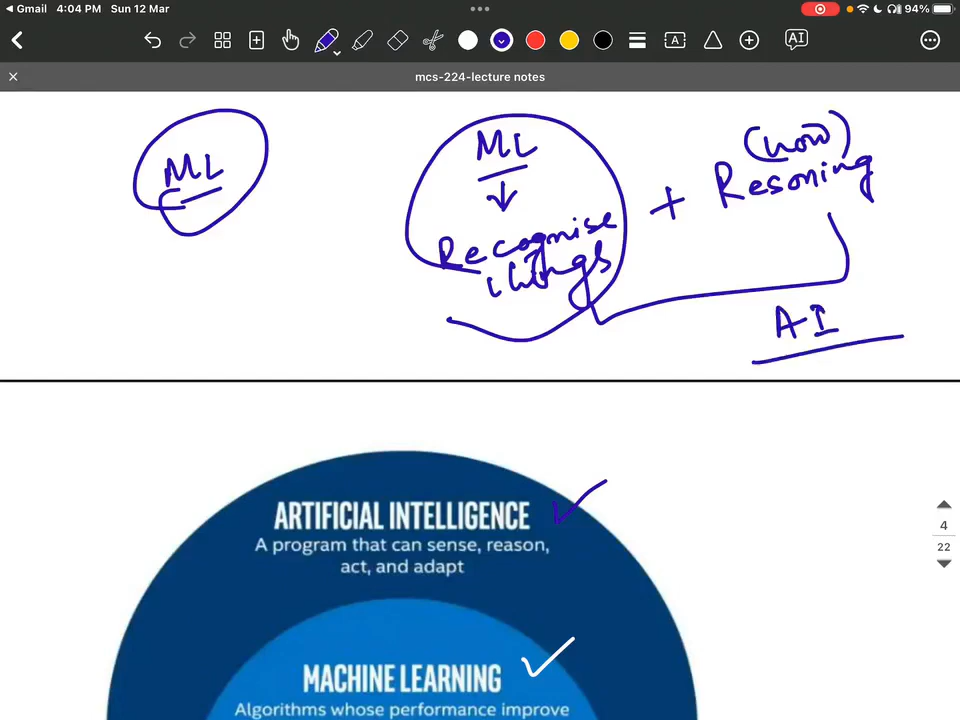 Gmail 4:04 PM Sun 12 Mar 94%
A AI
mcs-224-lecture notes
ML
ML
Recognise
things
+
(how)
Resoning
AI
ARTIFICIAL INTELLIGENCE
A program that can sense, reason,
act, and adapt
MACHINE LEARNING
Algorithms whose performance improve
4
22